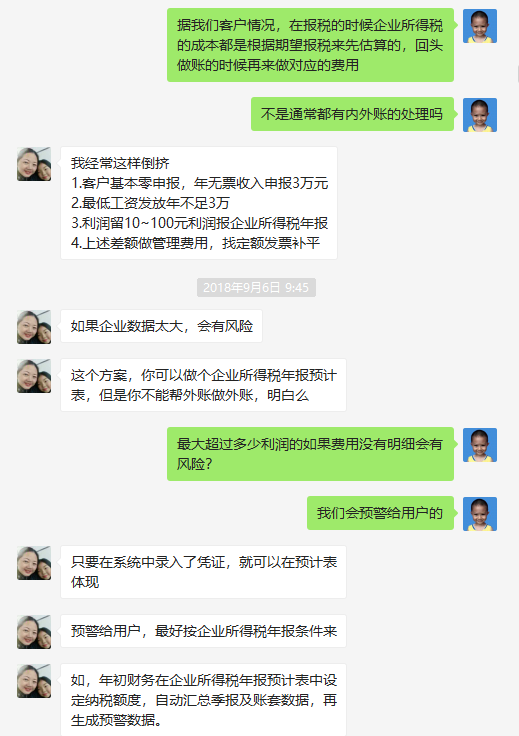 据我们客户情况，在报税的时候企业所得税
的成本都是根据期望报税来先估算的，回头
做账的时候再来做对应的费用
不是通常都有内外账的处理吗
我经常这样倒挤
1.客户基本零申报，年无票收入申报3万元
2.最低工资发放年不足3万
3.利润留10~100元利润报企业所得税年报
4.上述差额做管理费用，找定额发票补平
2018年9月6日 9:45
如果企业数据太大，会有风险
这个方案，你可以做个企业所得税年报预计
表，但是你不能帮外账做外账，明白么
最大超过多少利润的如果费用没有明细会有
风险？
我们会预警给用户的
只要在系统中录入了凭证，就可以在预计表
体现
预警给用户，最好按企业所得税年报条件来
如，年初财务在企业所得税年报预计表中设
定纳税额度，自动汇总季报及账套数据，再
生成预警数据。